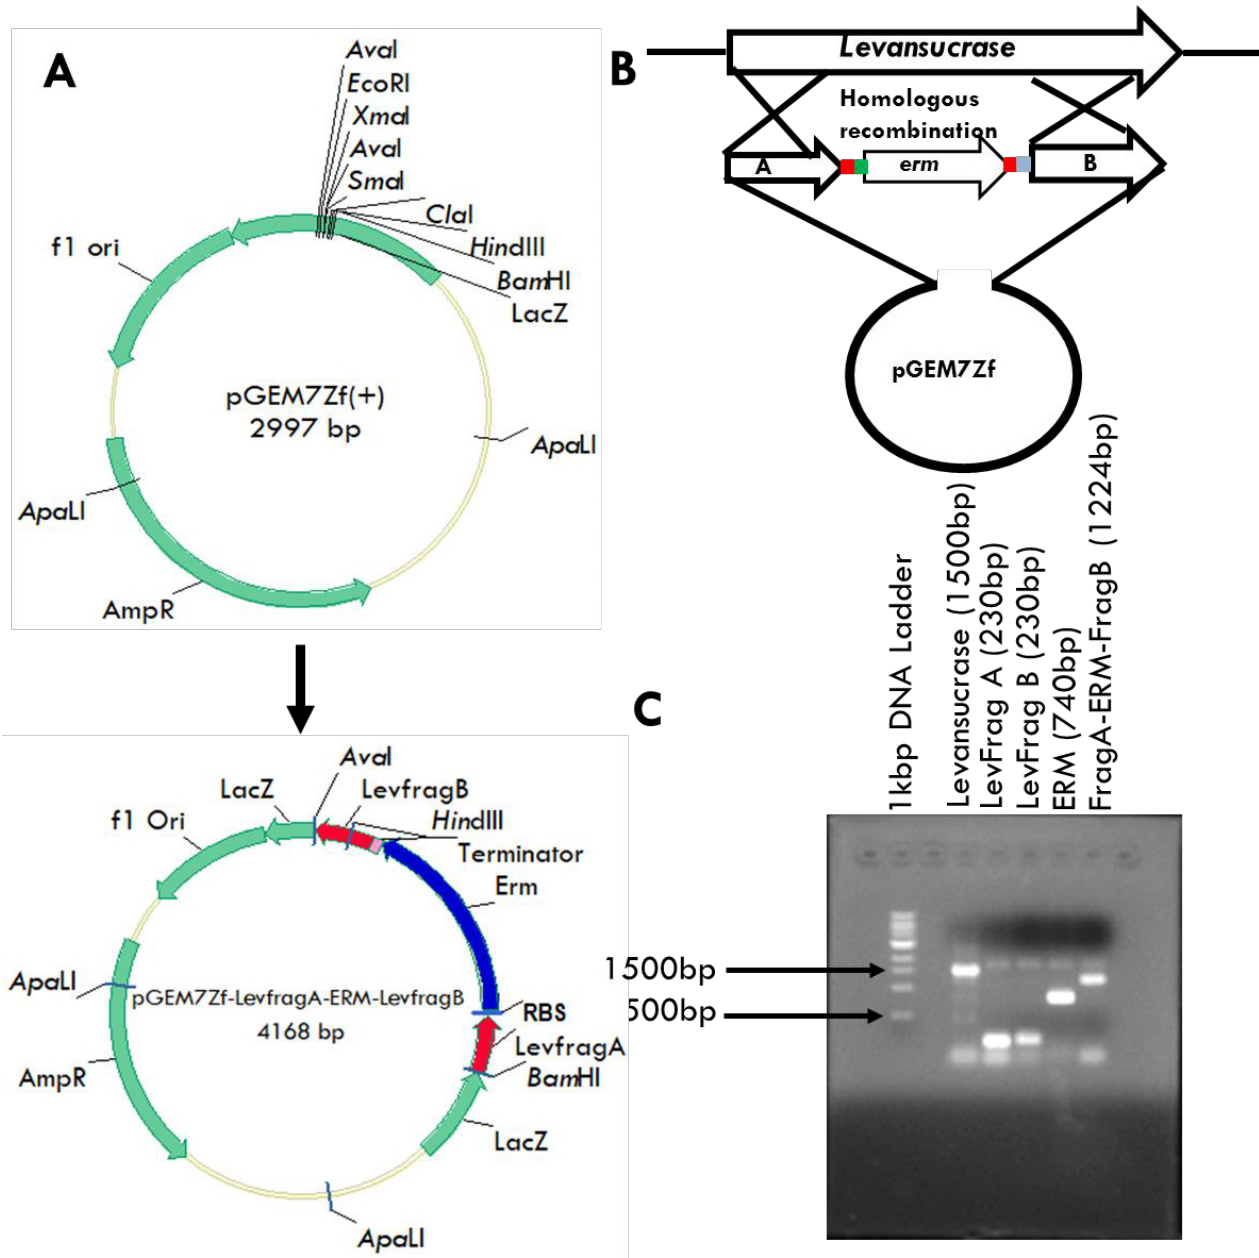 A
AvaI
EcoRI
XmaI
AvaI
SmaI
ClaI
HindIII
BamHI
LacZ
f1 ori
pGEM7Zf(+)
2997 bp
ApaLI
ApaLI
AmpR
B
Levansucrase
Homologous
recombination
A
erm
B
pGEM7Zf
AvaI
LacZ
LevfragB
f1 Ori
HindIII
Terminator
Erm
ApaLI
pGEM7Zf-LevfragA-ERM-LevfragB
4168 bp
RBS
LevfragA
BamHI
AmpR
LacZ
ApaLI
C
1kbp DNA Ladder
Levansucrase (1500bp)
LevFrag A (230bp)
LevFrag B (230bp)
ERM (740bp)
FragA-ERM-FragB (1224bp)
1500bp
500bp